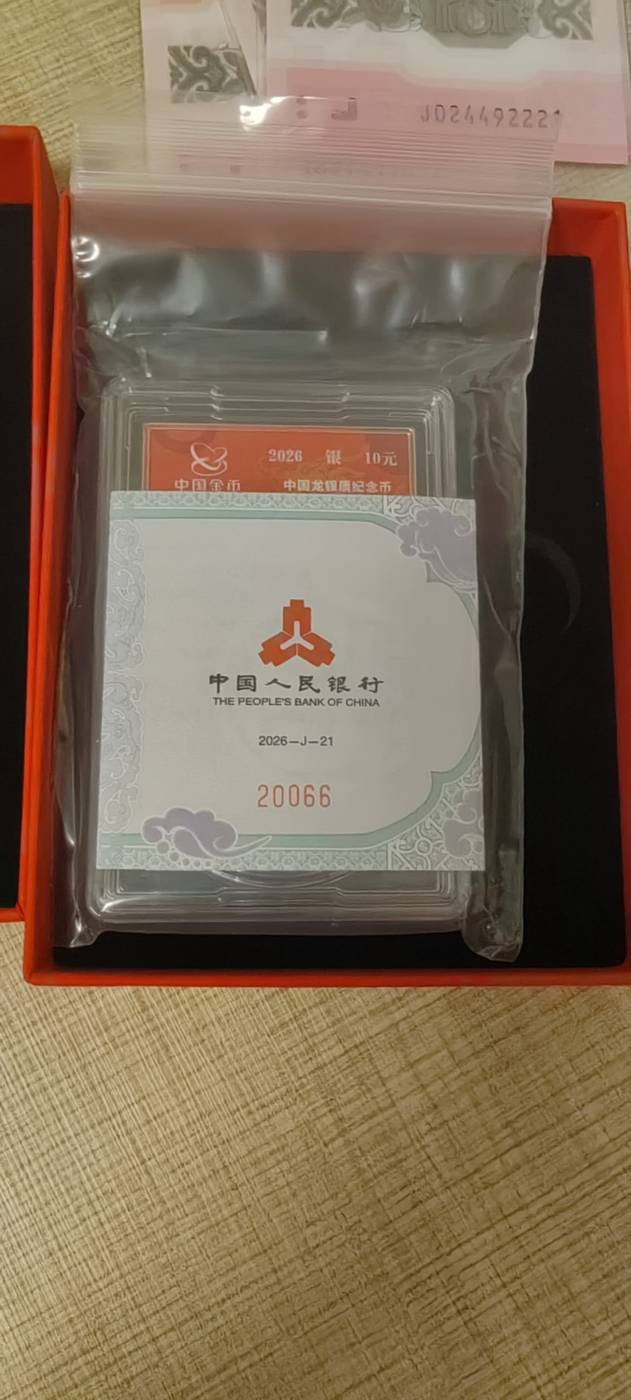 J024492221
2026 银 10元
中国金币 中国龙银质纪念币
中国人民银行
THE PEOPLE'S BANK OF CHINA
2026-J-21
20066